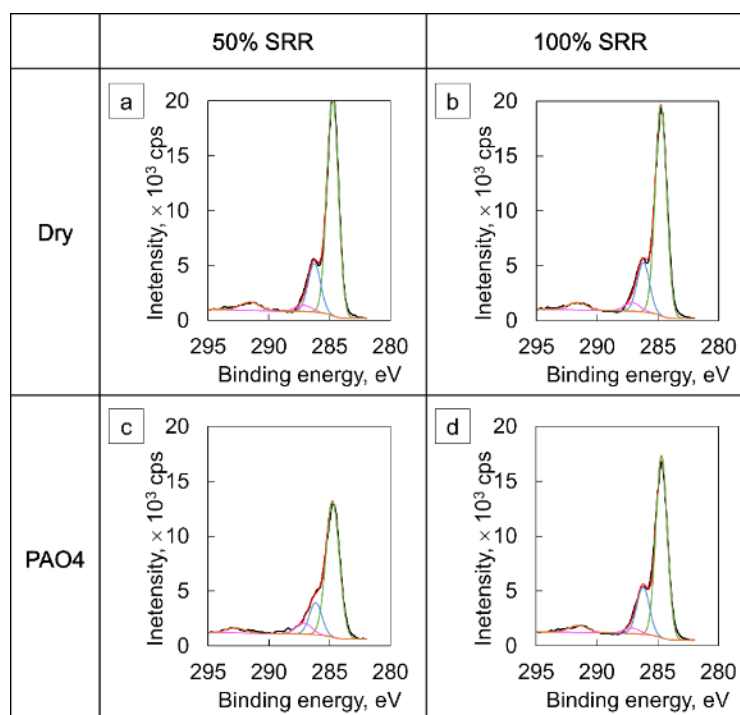 50% SRR
100% SRR
Dry
a
Inetensity, × 10³ cps
20
15
10
5
0
295 290 285 280
Binding energy, eV
b
Inetensity, × 10³ cps
20
15
10
5
0
295 290 285 280
Binding energy, eV
PAO4
c
Inetensity, × 10³ cps
20
15
10
5
0
295 290 285 280
Binding energy, eV
d
Inetensity, × 10³ cps
20
15
10
5
0
295 290 285 280
Binding energy, eV